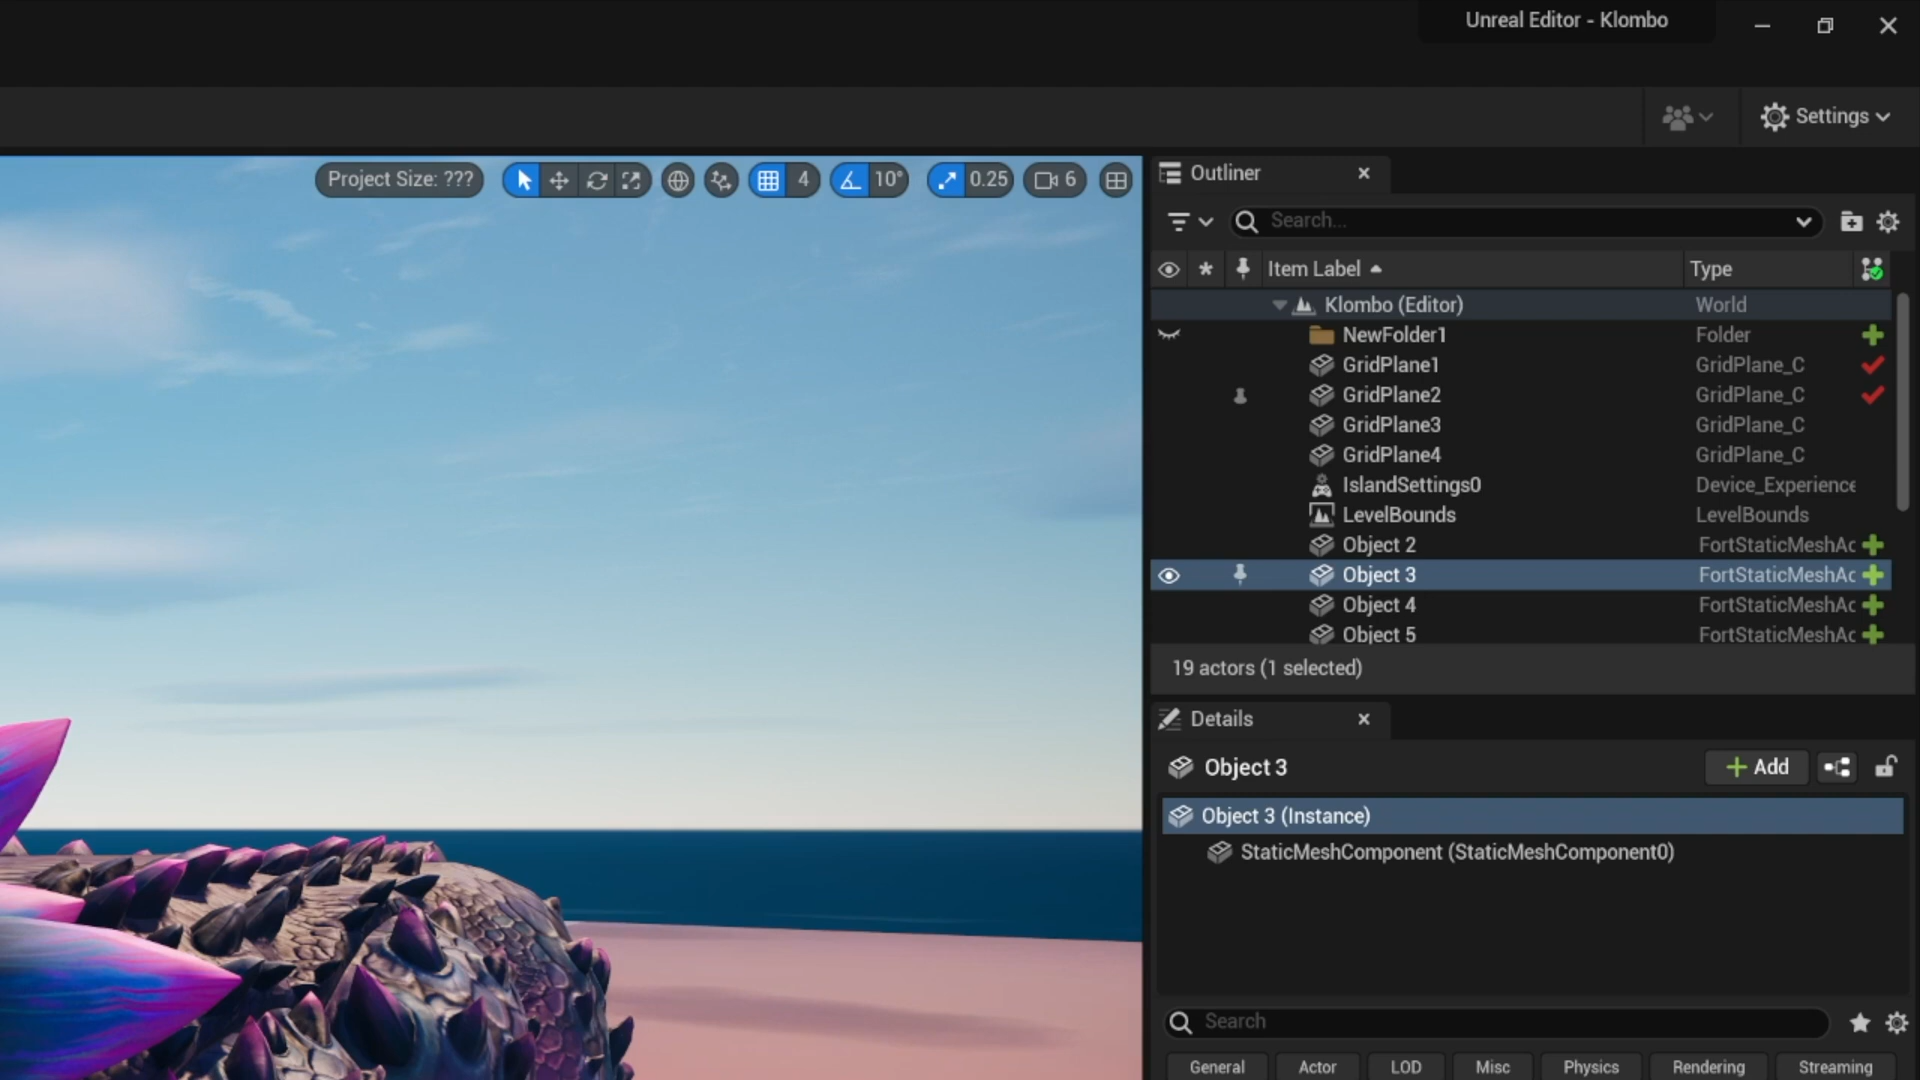 Unreal Editor - Klombo
Settings
Project Size: ???
4
10°
0.25
6
Outliner
Search...
Item Label
Type
Klombo (Editor)
World
NewFolder1
Folder
GridPlane1
GridPlane_C
GridPlane2
GridPlane_C
GridPlane3
GridPlane_C
GridPlane4
GridPlane_C
IslandSettings0
Device_Experience
LevelBounds
LevelBounds
Object 2
FortStaticMeshAc
Object 3
FortStaticMeshAc
Object 4
FortStaticMeshAc
Object 5
FortStaticMeshAc
19 actors (1 selected)
Details
Object 3
Add
Object 3 (Instance)
StaticMeshComponent (StaticMeshComponent0)
Search
General
Actor
LOD
Misc
Physics
Rendering
Streaming